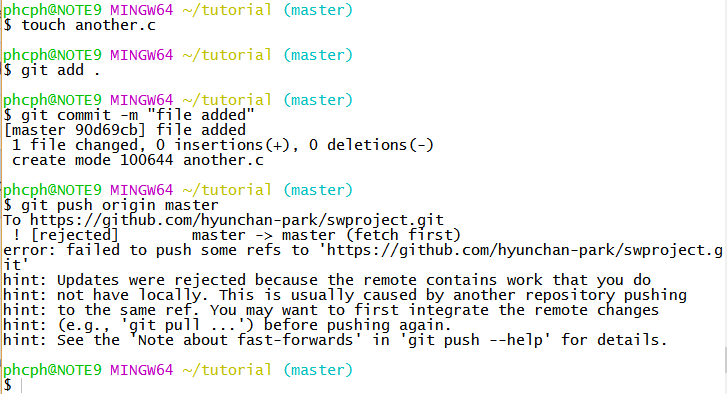 phcph@NOTE9 MINGW64 ~/tutorial (master)
$ touch another.c

phcph@NOTE9 MINGW64 ~/tutorial (master)
$ git add .

phcph@NOTE9 MINGW64 ~/tutorial (master)
$ git commit -m "file added"
[master 90d69cb] file added
 1 file changed, 0 insertions(+), 0 deletions(-)
 create mode 100644 another.c

phcph@NOTE9 MINGW64 ~/tutorial (master)
$ git push origin master
To https://github.com/hyunchan-park/swproject.git
 ! [rejected]        master -> master (fetch first)
error: failed to push some refs to 'https://github.com/hyunchan-park/swproject.g
it'
hint: Updates were rejected because the remote contains work that you do
hint: not have locally. This is usually caused by another repository pushing
hint: to the same ref. You may want to first integrate the remote changes
hint: (e.g., 'git pull ...') before pushing again.
hint: See the 'Note about fast-forwards' in 'git push --help' for details.

phcph@NOTE9 MINGW64 ~/tutorial (master)
$